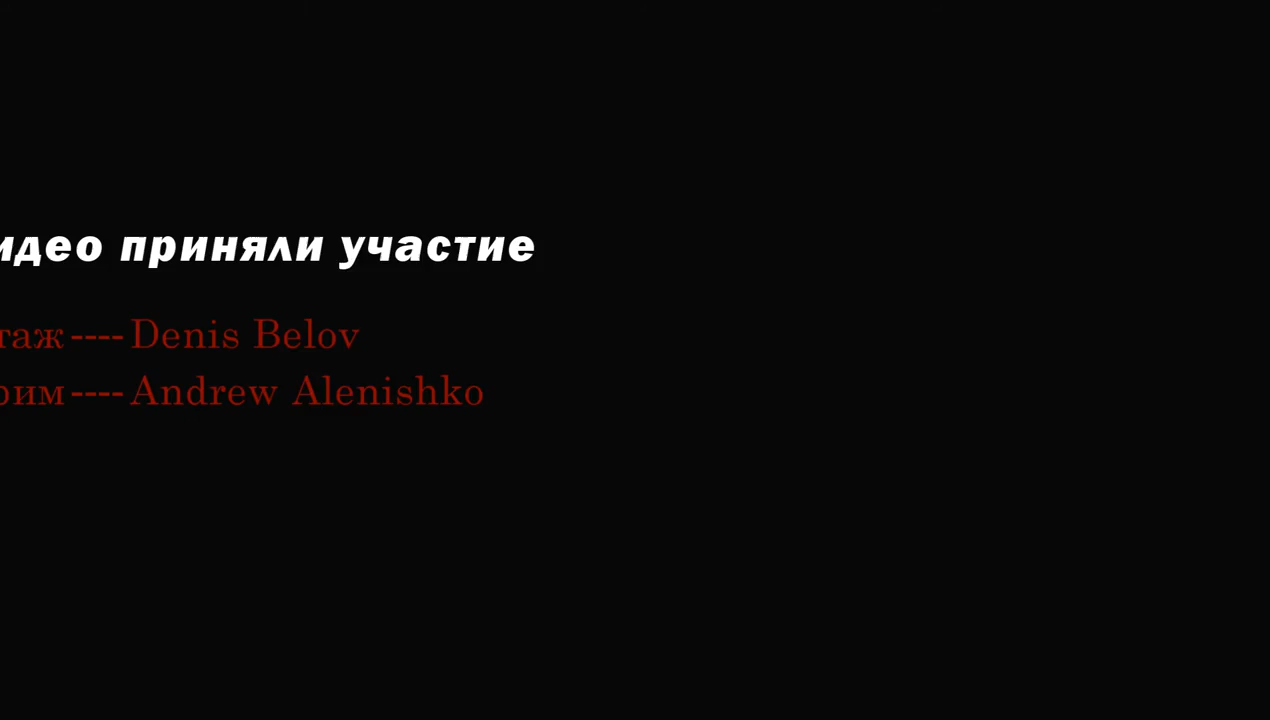 идео приняли участие
таж ---- Denis Belov
рим ---- Andrew Alenishko